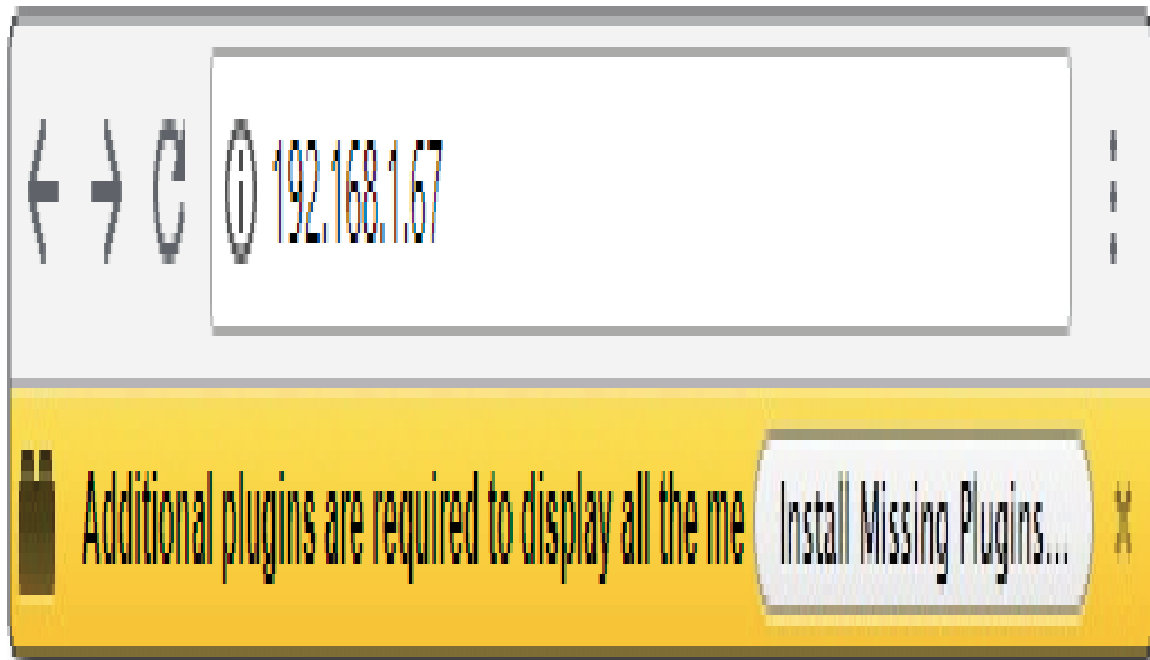 192.168.1.67
Additional plugins are required to display all the me
Install Missing Plugins...
x